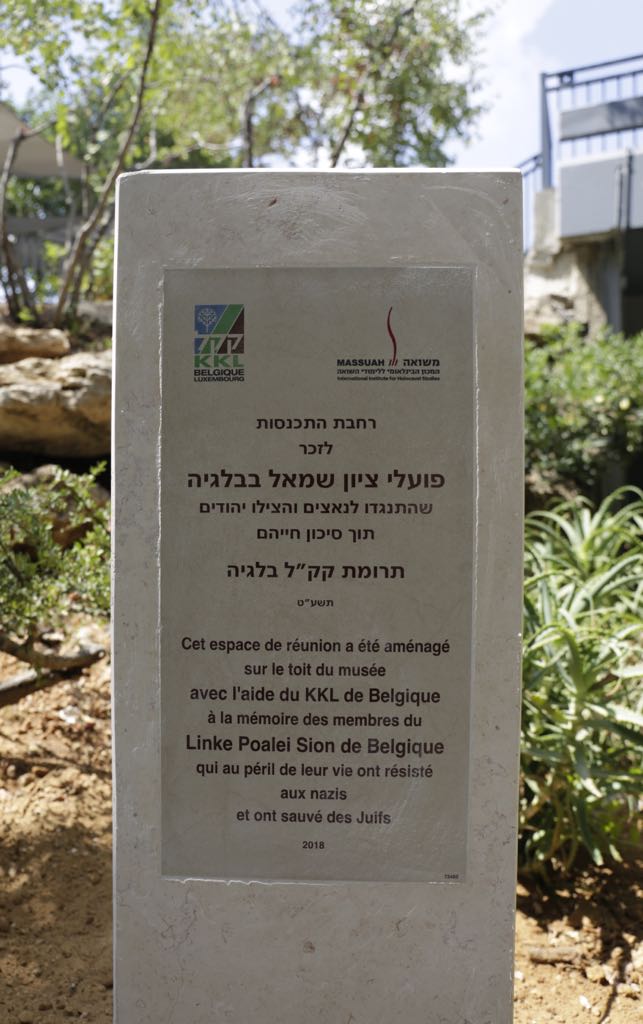 קק"ל
KKL
BELGIQUE
LUXEMBOURG
MASSUAH משואה
המכון הבינלאומי ללימודי השואה
International Institute for Holocaust Studies
רחבת התכנסות
לזכר
פועלי ציון שמאל בבלגיה
שהתנגדו לנאצים והצילו יהודים
תוך סיכון חייהם
תרומת קק"ל בלגיה
תשע"ט
Cet espace de réunion a été aménagé
sur le toit du musée
avec l'aide du KKL de Belgique
à la mémoire des membres du
Linke Poalei Sion de Belgique
qui au péril de leur vie ont résisté
aux nazis
et ont sauvé des Juifs
2018